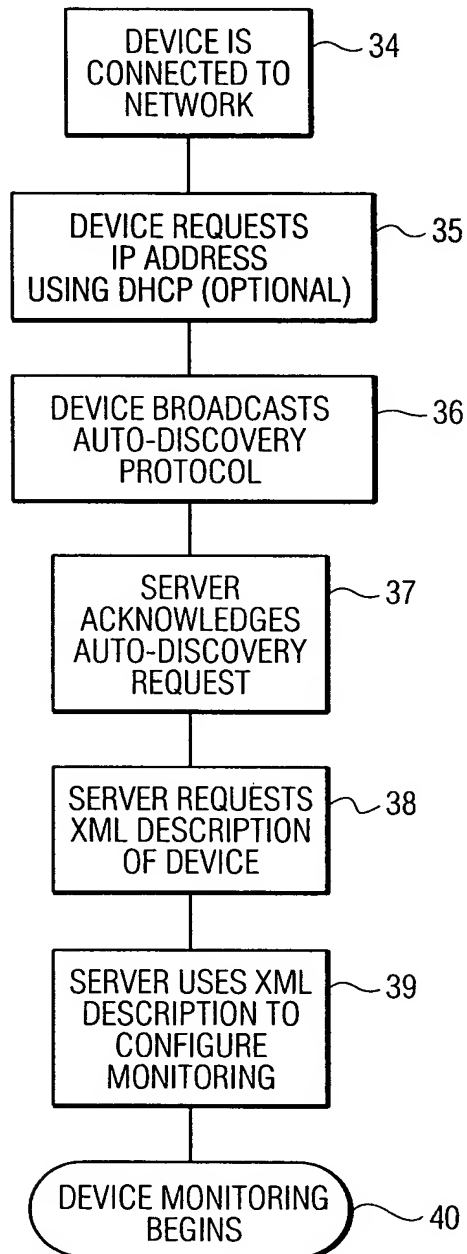 DEVICE IS
CONNECTED TO
NETWORK
34
DEVICE REQUESTS
IP ADDRESS
USING DHCP (OPTIONAL)
35
DEVICE BROADCASTS
AUTO-DISCOVERY
PROTOCOL
36
SERVER
ACKNOWLEDGES
AUTO-DISCOVERY
REQUEST
37
SERVER REQUESTS
XML DESCRIPTION
OF DEVICE
38
SERVER USES XML
DESCRIPTION TO
CONFIGURE
MONITORING
39
DEVICE MONITORING
BEGINS
40